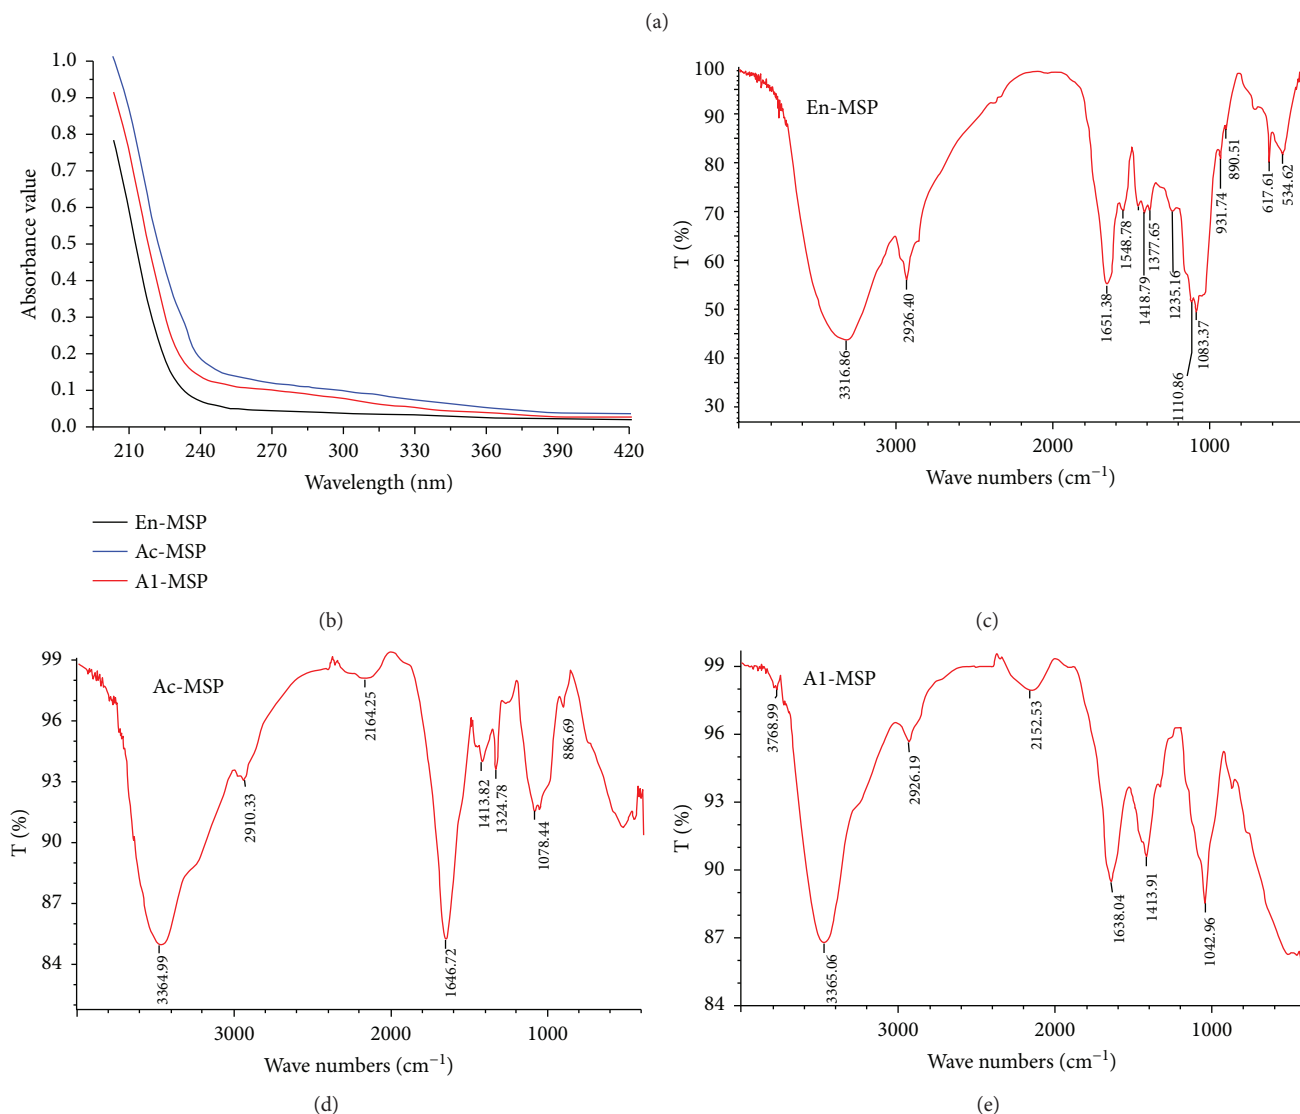 (a)
1.0
0.9
0.8
0.7
0.6
0.5
0.4
0.3
0.2
0.1
0.0
Absorbance value
210 240 270 300 330 360 390 420
Wavelength (nm)
En-MSP
Ac-MSP
A1-MSP
(b)
100
90
80
70
60
50
40
30
T (%)
En-MSP
3316.86
2926.40
1651.38
1548.78
1418.79
1377.65
1235.16
1110.86
1083.37
931.74
890.51
617.61
534.62
3000 2000 1000
Wave numbers (cm−1)
(c)
99
96
93
90
87
84
T (%)
Ac-MSP
3364.99
2910.33
2164.25
1646.72
1413.82
1324.78
1078.44
886.69
3000 2000 1000
Wave numbers (cm−1)
(d)
99
96
93
90
87
84
T (%)
A1-MSP
3768.99
3365.06
2926.19
2152.53
1638.04
1413.91
1042.96
3000 2000 1000
Wave numbers (cm−1)
(e)